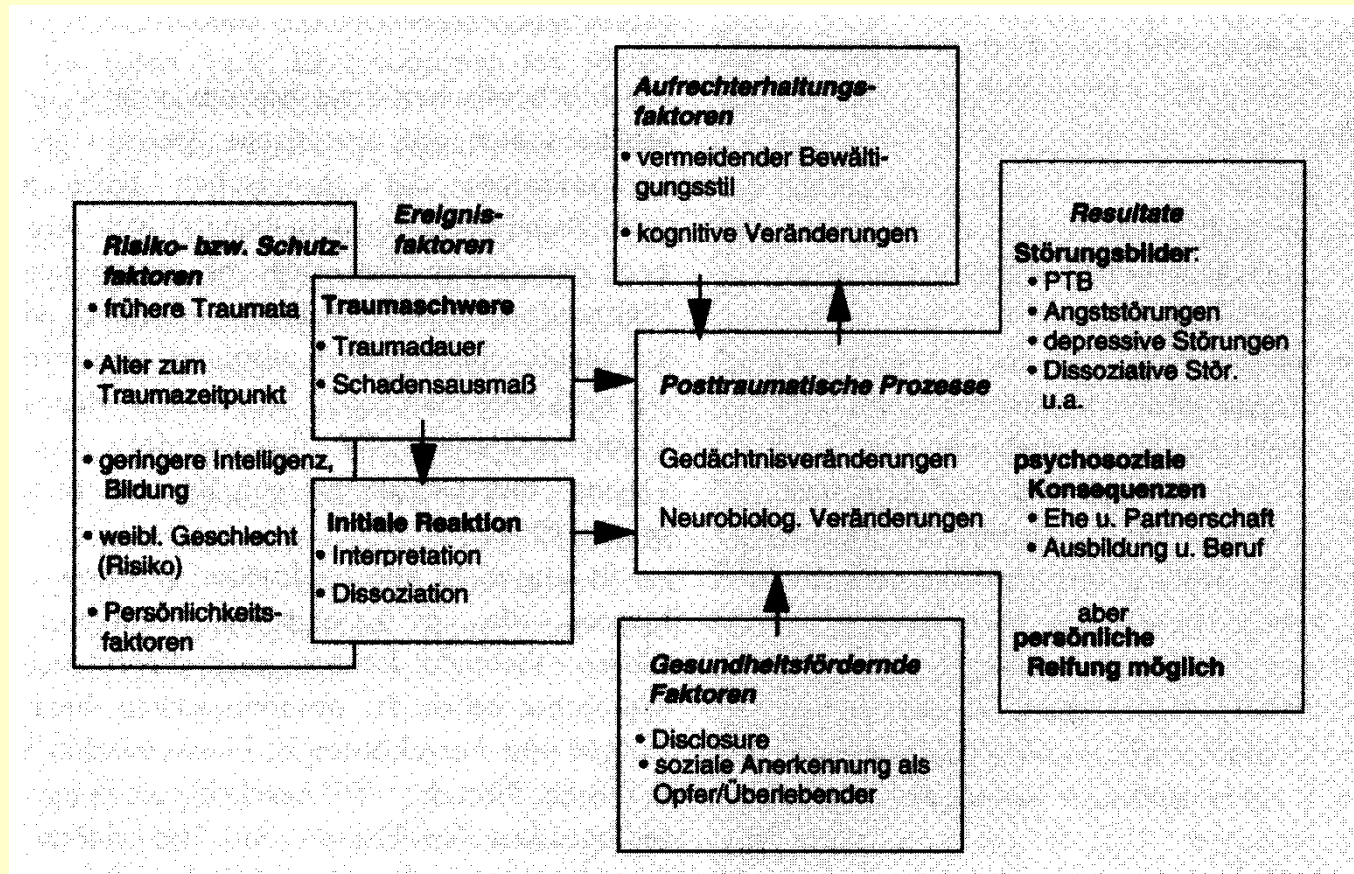 Risiko- bzw. Schutz-
faktoren
• frühere Traumata
• Alter zum
Traumazeitpunkt
• geringere Intelligenz,
Bildung
• weibl. Geschlecht
(Risiko)
• Persönlichkeits-
faktoren
Ereignis-
faktoren
Traumaschwere
• Traumadauer
• Schadensausmaß
Initiale Reaktion
• Interpretation
• Dissoziation
Aufrechterhaltungs-
faktoren
• vermeidender Bewälti-
gungsstil
• kognitive Veränderungen
Posttraumatische Prozesse
Gedächtnisveränderungen
Neurobiolog. Veränderungen
Gesundheitsfördernde
Faktoren
• Disclosure
• soziale Anerkennung als
Opfer/Überlebender
Resultate
Störungsbilder:
• PTB
• Angststörungen
• depressive Störungen
• Dissoziative Stör.
u.a.
psychosoziale
Konsequenzen
• Ehe u. Partnerschaft
• Ausbildung u. Beruf
aber
persönliche
Reifung möglich